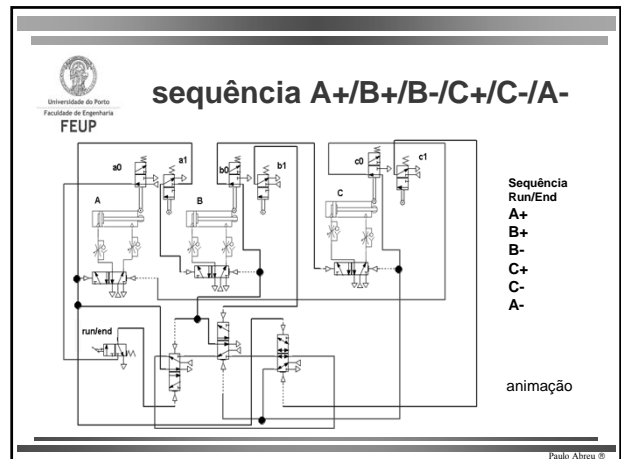 Universidade do Porto
Faculdade de Engenharia
FEUP
sequência A+/B+/B-/C+/C-/A-
a0
a1
b0
b1
c0
c1
A
B
C
run/end
Sequência
Run/End
A+
B+
B-
C+
C-
A-
animação
Paulo Abreu ®